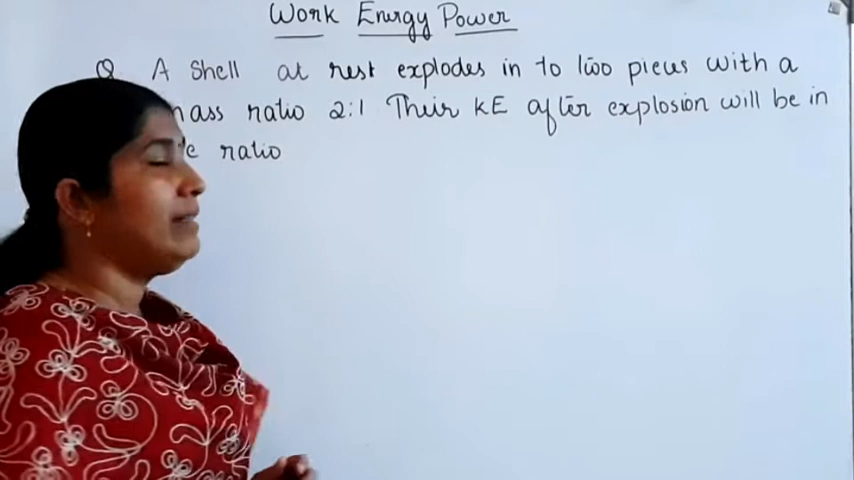 Work Energy Power
Q. A Shell at rest explodes in to two pieces with a
mass ratio 2:1 Their KE after explosion will be in
ratio